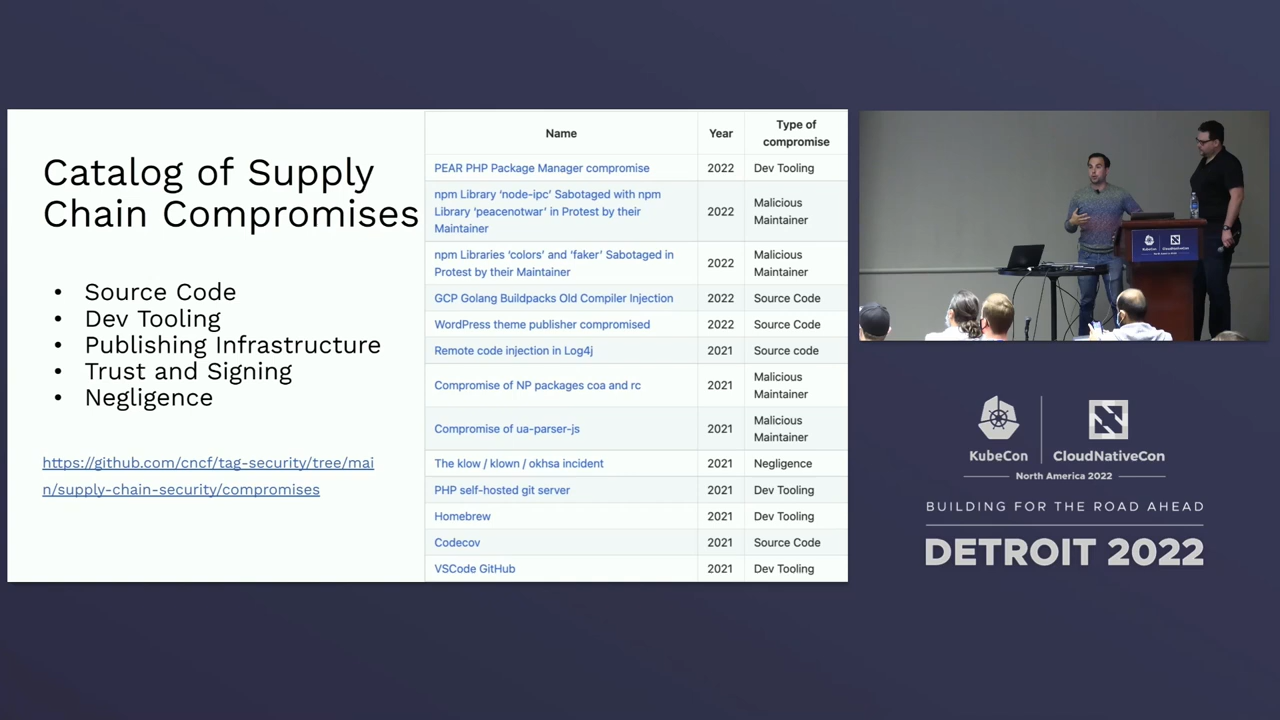 Catalog of Supply
Chain Compromises
• Source Code
• Dev Tooling
• Publishing Infrastructure
• Trust and Signing
• Negligence
https://github.com/cncf/tag-security/tree/mai
n/supply-chain-security/compromises
Name Year Type of
compromise
PEAR PHP Package Manager compromise 2022 Dev Tooling
npm Library ‘node-ipc’ Sabotaged with npm
Library ‘peacenotwar’ in Protest by their
Maintainer
2022
Malicious
Maintainer
npm Libraries ‘colors’ and ‘faker’ Sabotaged in
Protest by their Maintainer
2022
Malicious
Maintainer
GCP Golang Buildpacks Old Compiler Injection 2022 Source Code
WordPress theme publisher compromised 2022 Source Code
Remote code injection in Log4j 2021 Source code
Compromise of NP packages coa and rc 2021 Malicious
Maintainer
Compromise of ua-parser-js 2021 Malicious
Maintainer
The klow / klown / okhsa incident 2021 Negligence
PHP self-hosted git server 2021 Dev Tooling
Homebrew 2021 Dev Tooling
Codecov 2021 Source Code
VSCode GitHub 2021 Dev Tooling
KubeCon CloudNativeCon
KubeCon CloudNativeCon
North America 2022
BUILDING FOR THE ROAD AHEAD
DETROIT 2022